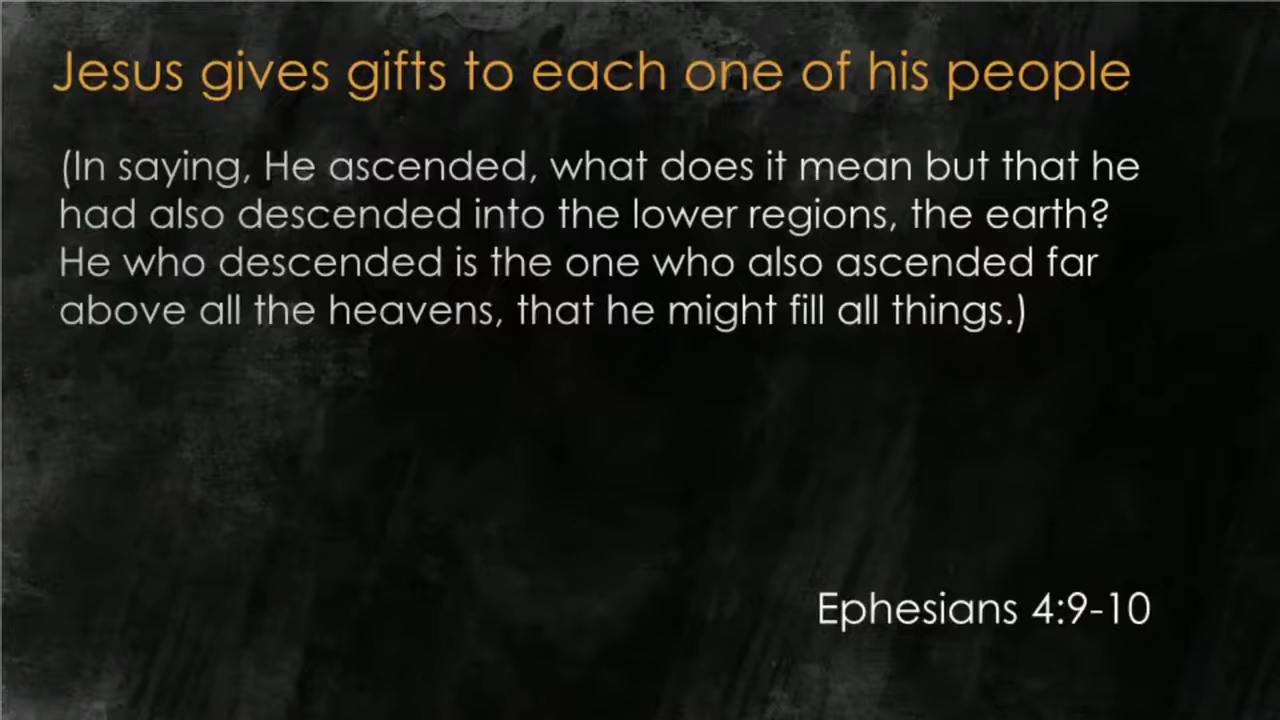 Jesus gives gifts to each one of his people
(In saying, He ascended, what does it mean but that he
had also descended into the lower regions, the earth?
He who descended is the one who also ascended far
above all the heavens, that he might fill all things.)
Ephesians 4:9-10